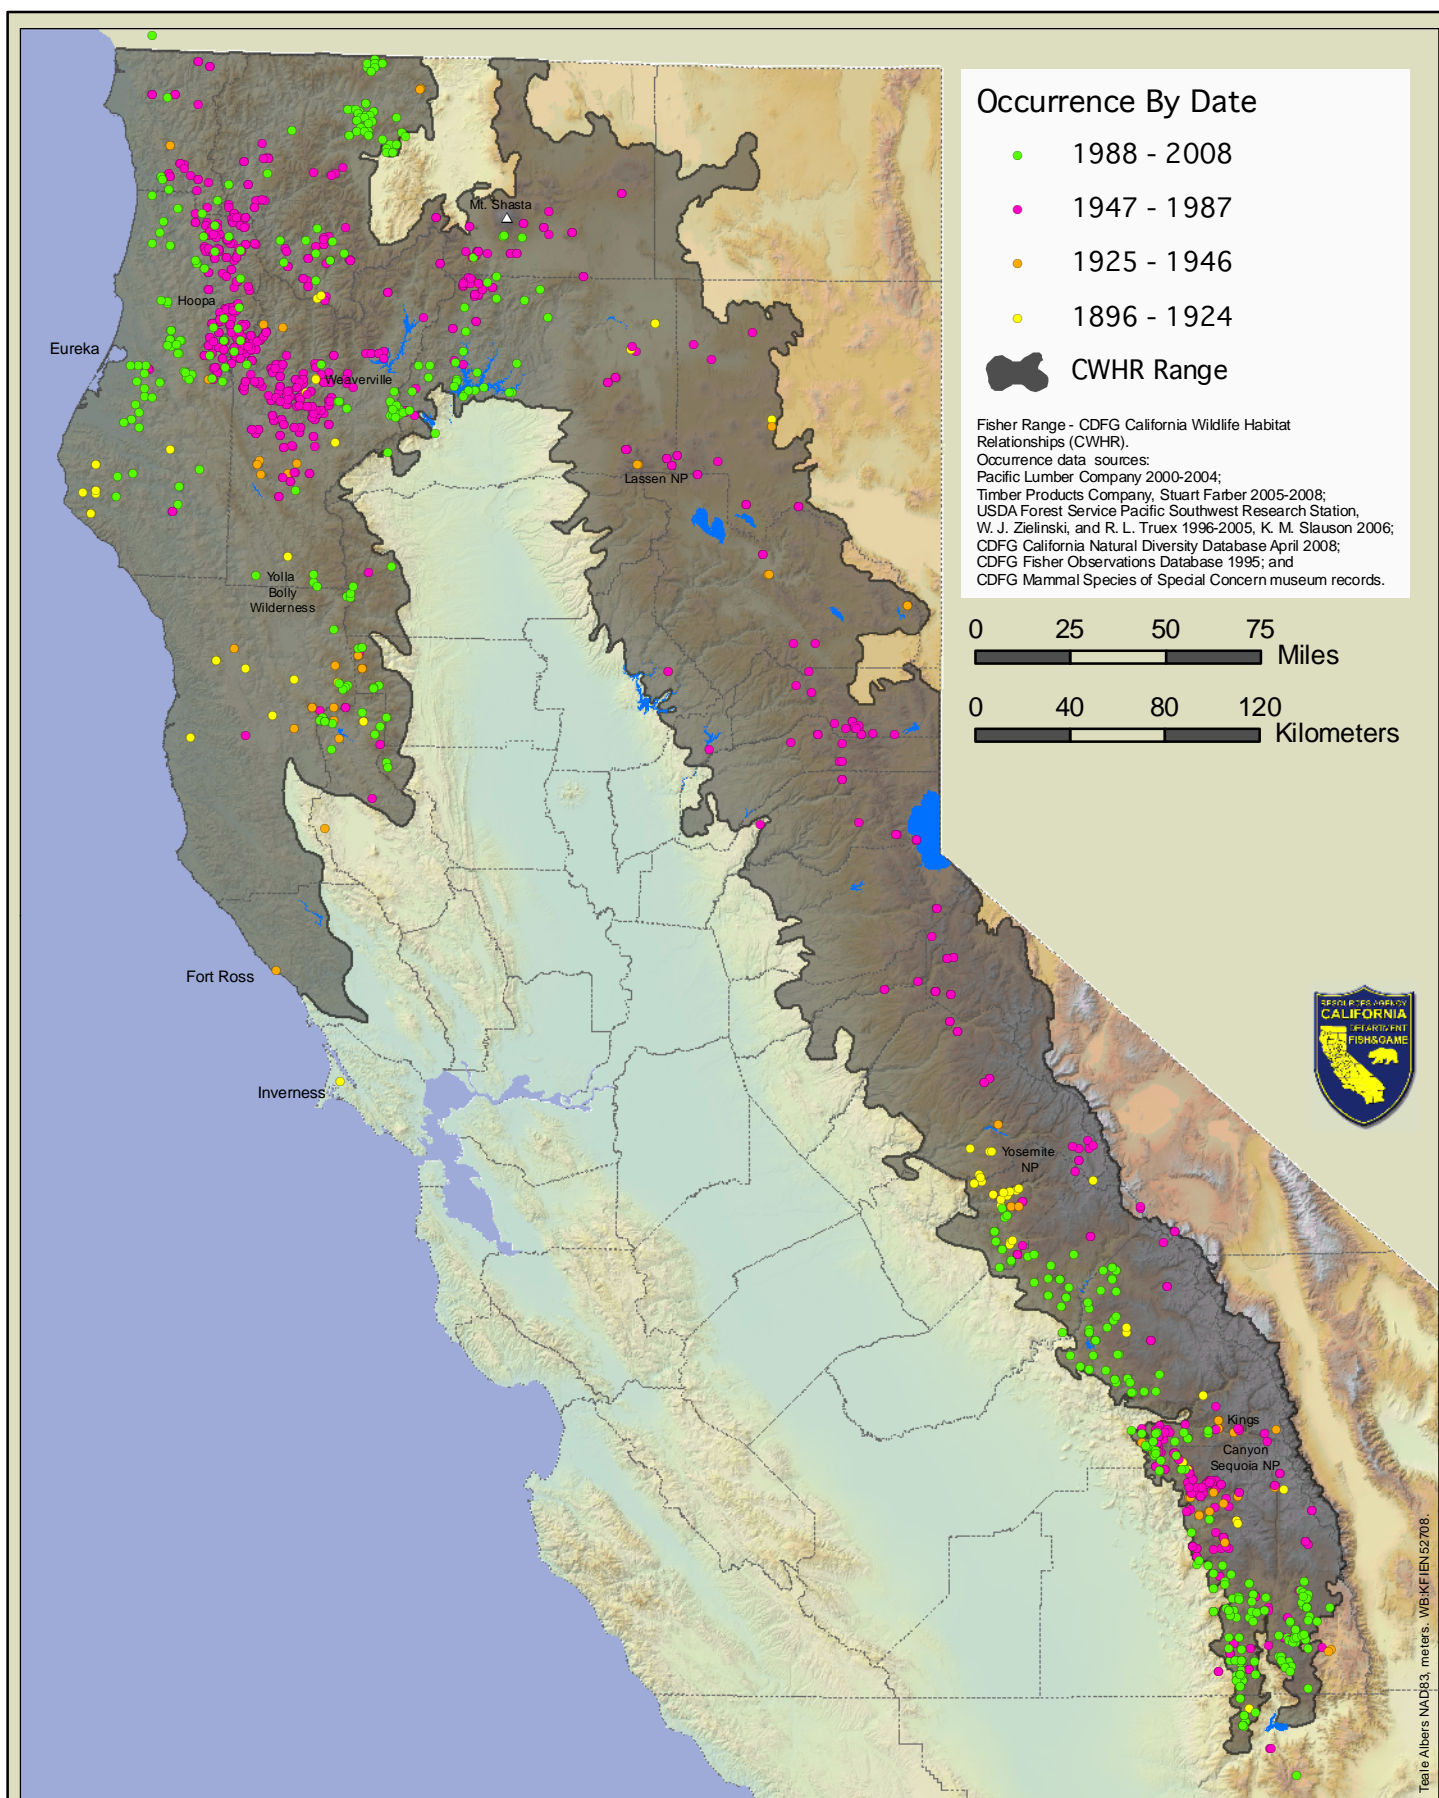 Occurrence By Date
1988 - 2008
1947 - 1987
1925 - 1946
1896 - 1924
CWHR Range
Fisher Range - CDFG California Wildlife Habitat
Relationships (CWHR).
Occurrence data sources:
Pacific Lumber Company 2000-2004;
Timber Products Company, Stuart Farber 2005-2008;
USDA Forest Service Pacific Southwest Research Station,
W. J. Zielinski, and R. L. Truex 1996-2005, K. M. Slauson 2006;
CDFG California Natural Diversity Database April 2008;
CDFG Fisher Observations Database 1995; and
CDFG Mammal Species of Special Concern museum records.
0 25 50 75
Miles
0 40 80 120
Kilometers
Mt. Shasta
Hoopa
Eureka
Weaverville
Lassen NP
Yolla
Bolly
Wilderness
Fort Ross
Inverness
Yosemite
NP
Kings
Canyon
Sequoia NP
RESOURCES AGENCY
CALIFORNIA
DEPARTMENT
FISH&GAME
Teale Albers NAD83, meters. WB:KFIEN52708.